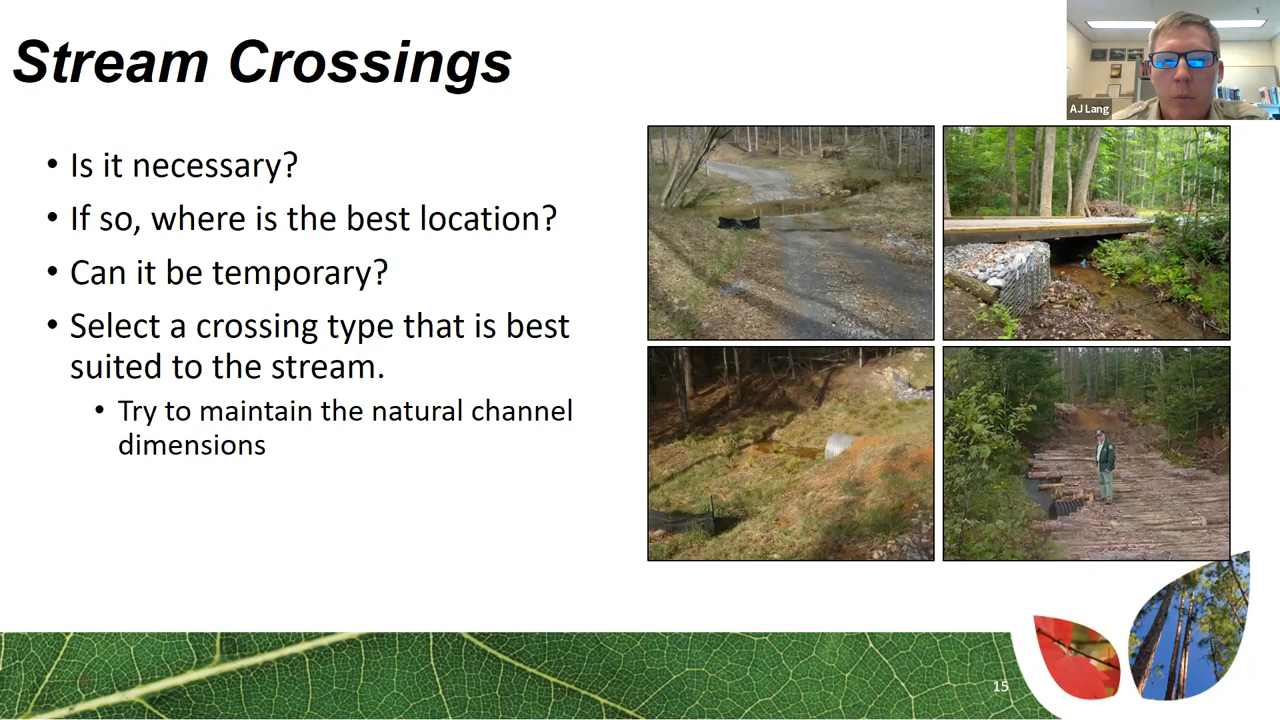 Stream Crossings
AJ Lang
• Is it necessary?
• If so, where is the best location?
• Can it be temporary?
• Select a crossing type that is best
suited to the stream.
• Try to maintain the natural channel
dimensions
15